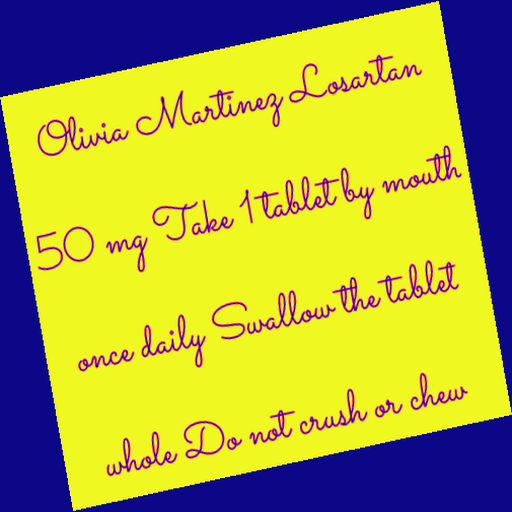 Olivia Martinez Losartan
50 mg Take 1 tablet by mouth
once daily Swallow the tablet
whole Do not crush or chew